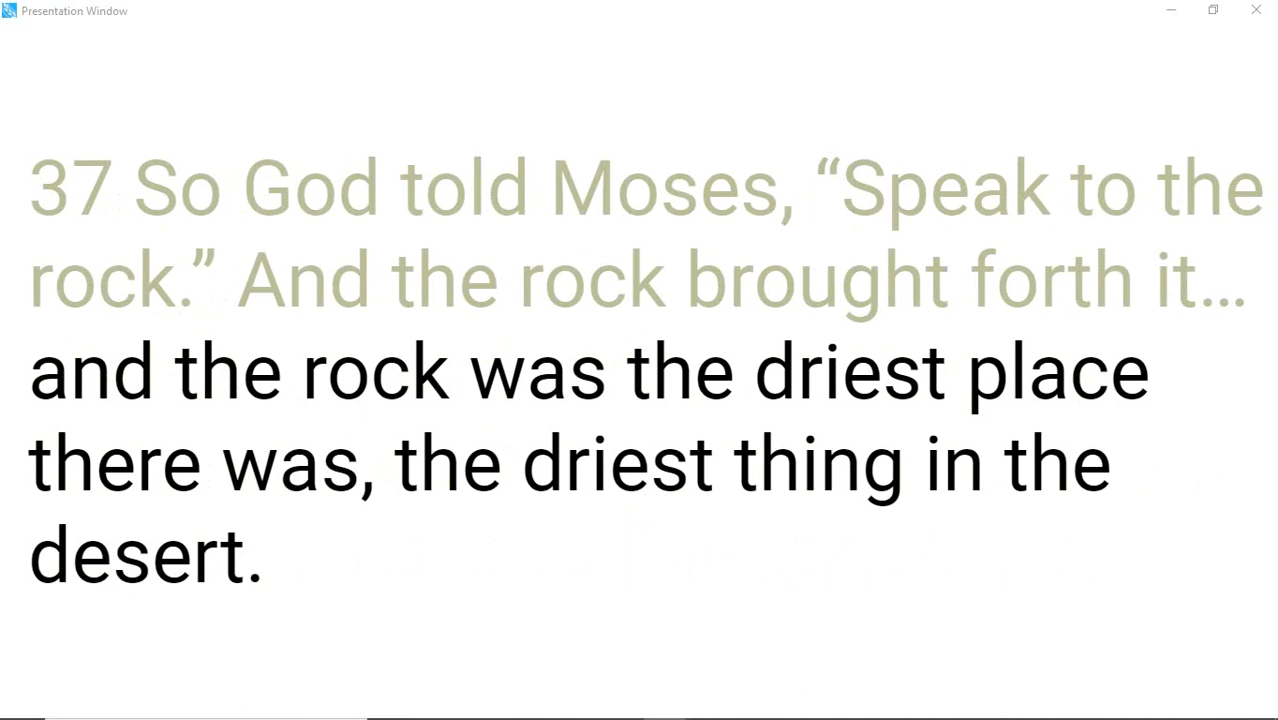 Presentation Window
37 So God told Moses, “Speak to the
rock.” And the rock brought forth it...
and the rock was the driest place
there was, the driest thing in the
desert.